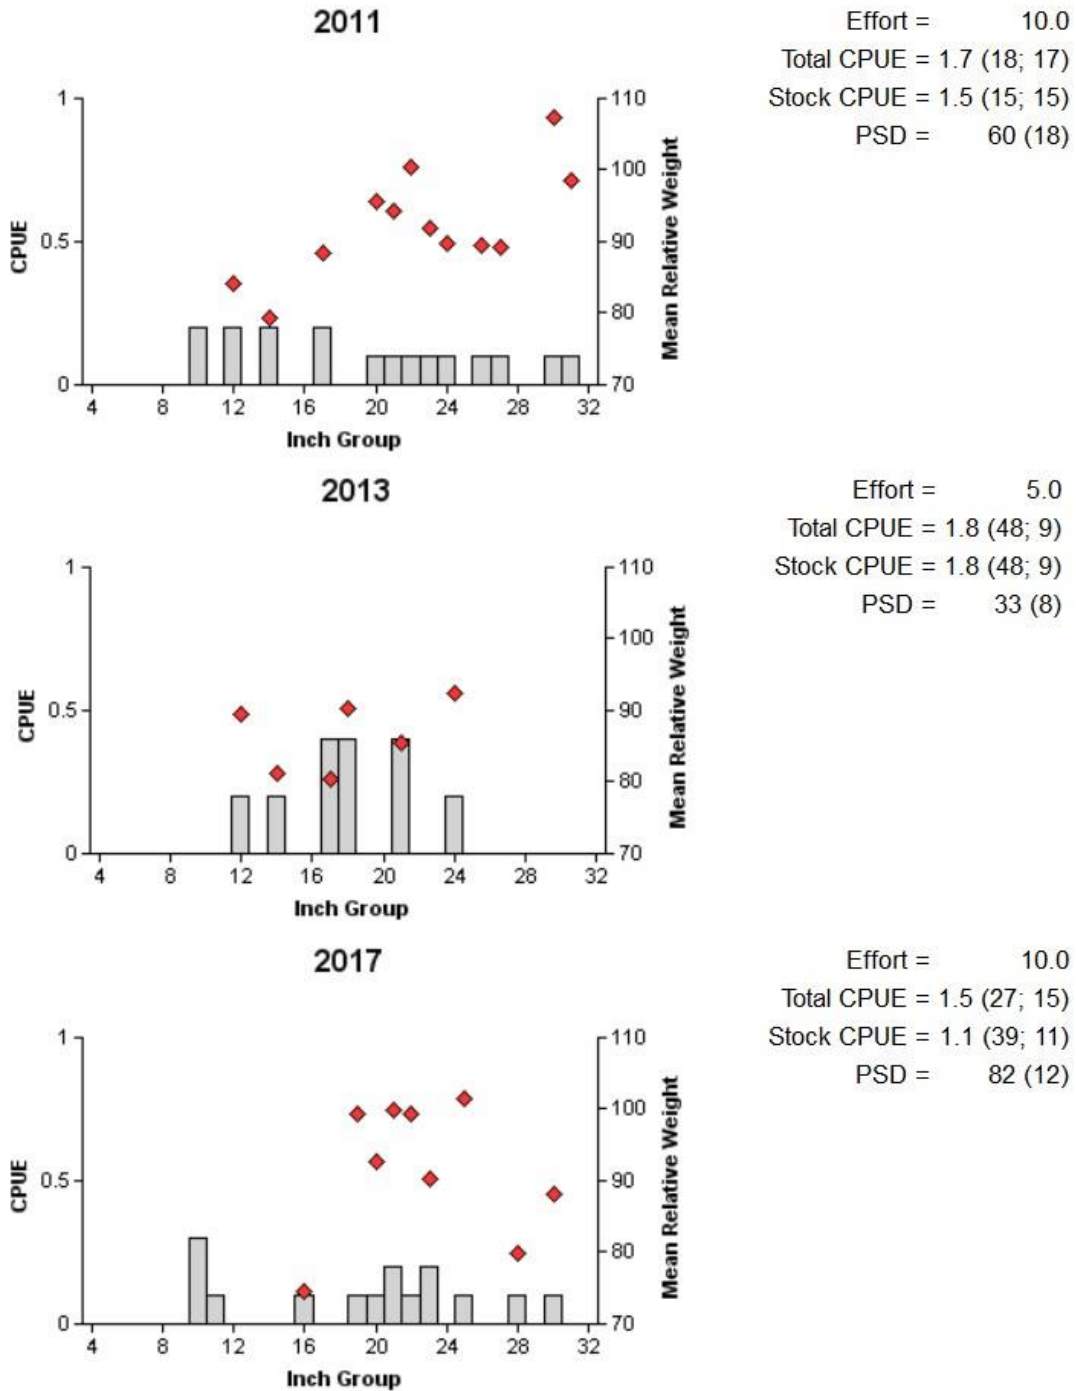 2011
Effort = 10.0
Total CPUE = 1.7 (18; 17)
Stock CPUE = 1.5 (15; 15)
PSD = 60 (18)
1
0.5
0
CPUE
110
100
90
80
70
Mean Relative Weight
4 8 12 16 20 24 28 32
Inch Group
2013
Effort = 5.0
Total CPUE = 1.8 (48; 9)
Stock CPUE = 1.8 (48; 9)
PSD = 33 (8)
1
0.5
0
CPUE
110
100
90
80
70
Mean Relative Weight
4 8 12 16 20 24 28 32
Inch Group
2017
Effort = 10.0
Total CPUE = 1.5 (27; 15)
Stock CPUE = 1.1 (39; 11)
PSD = 82 (12)
1
0.5
0
CPUE
110
100
90
80
70
Mean Relative Weight
4 8 12 16 20 24 28 32
Inch Group